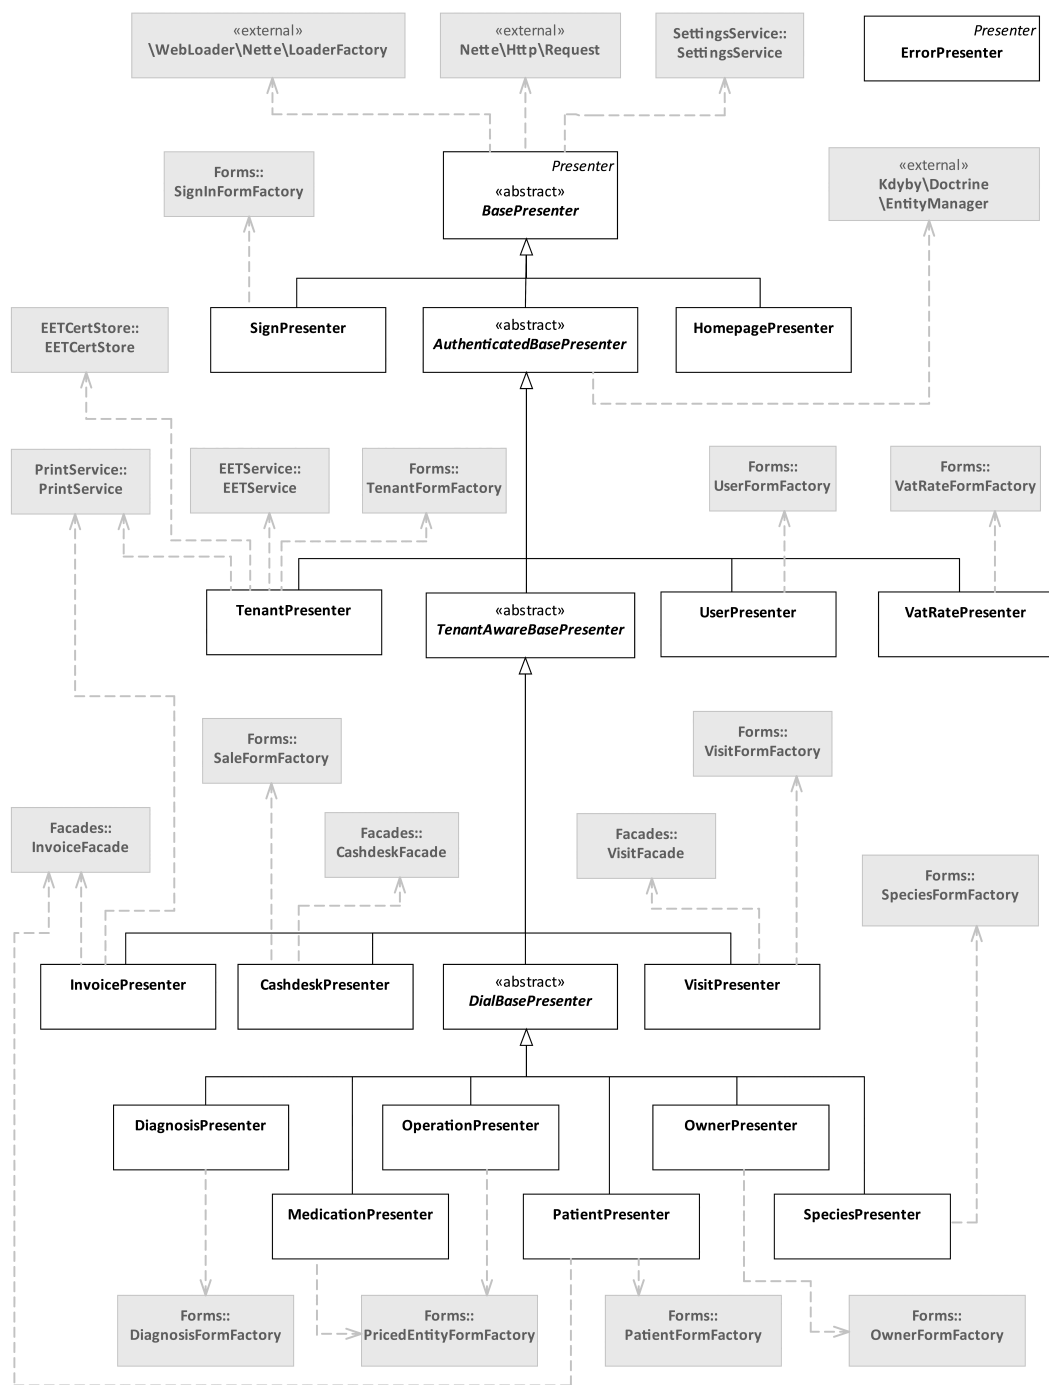 «external»
\WebLoader\Nette\LoaderFactory
«external»
Nette\Http\Request
SettingsService::
SettingsService
Presenter
ErrorPresenter
Forms::
SignInFormFactory
Presenter
«abstract»
BasePresenter
«external»
Kdyby\Doctrine
\EntityManager
EETCertStore::
EETCertStore
SignPresenter
«abstract»
AuthenticatedBasePresenter
HomepagePresenter
PrintService::
PrintService
EETService::
EETService
Forms::
TenantFormFactory
Forms::
UserFormFactory
Forms::
VatRateFormFactory
TenantPresenter
«abstract»
TenantAwareBasePresenter
UserPresenter
VatRatePresenter
Forms::
SaleFormFactory
Forms::
VisitFormFactory
Facades::
InvoiceFacade
Facades::
CashdeskFacade
Facades::
VisitFacade
Forms::
SpeciesFormFactory
InvoicePresenter
CashdeskPresenter
«abstract»
DialBasePresenter
VisitPresenter
DiagnosisPresenter
OperationPresenter
OwnerPresenter
MedicationPresenter
PatientPresenter
SpeciesPresenter
Forms::
DiagnosisFormFactory
Forms::
PricedEntityFormFactory
Forms::
PatientFormFactory
Forms::
OwnerFormFactory